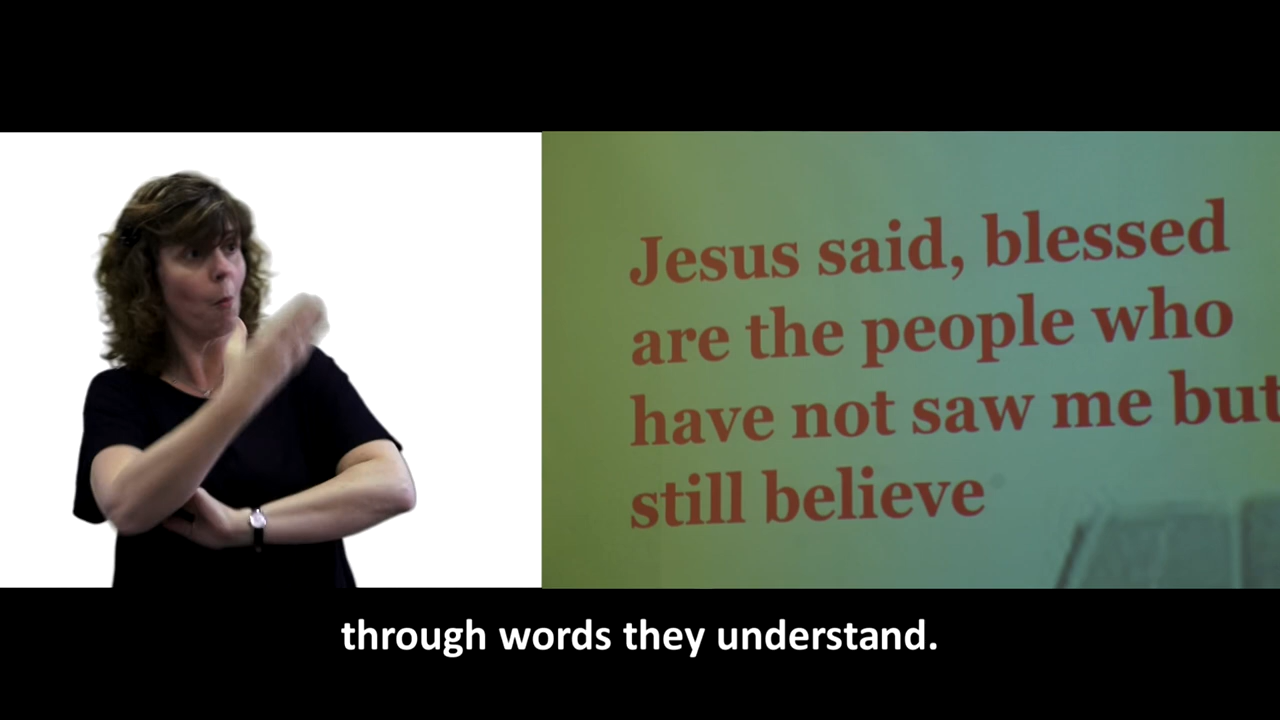 Jesus said, blessed
are the people who
have not saw me but
still believe
through words they understand.